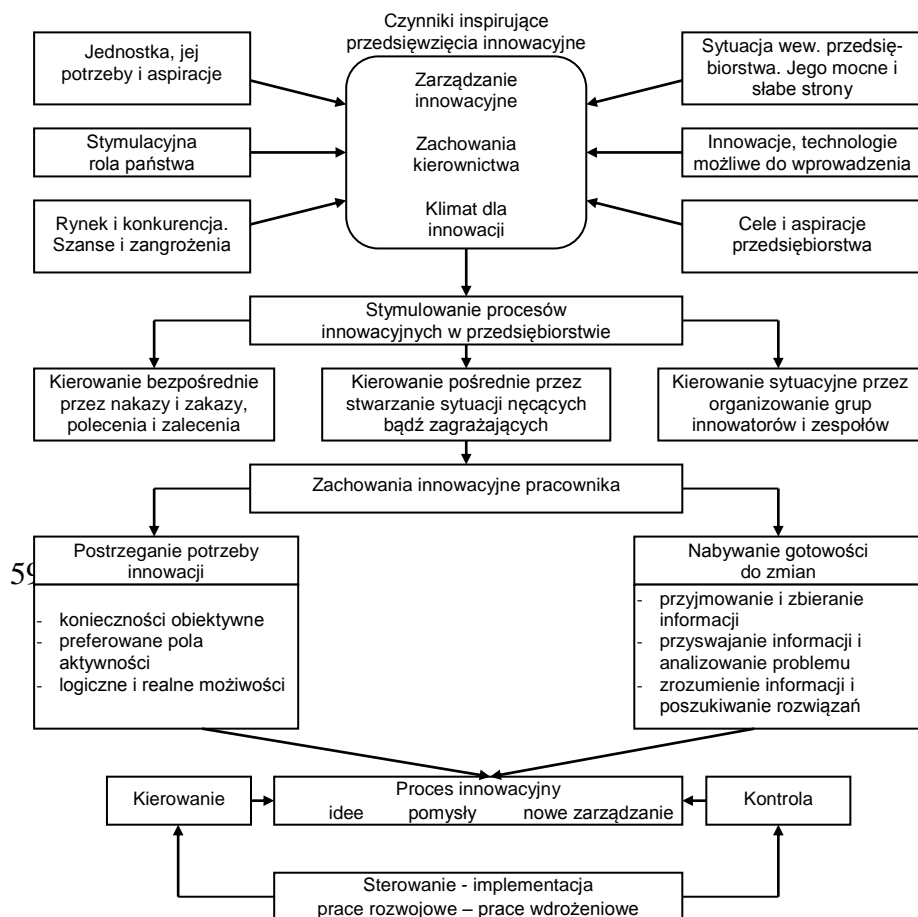 Czynniki inspirujące
przedsięwzięcia innowacyjne
Jednostka, jej
potrzeby i aspiracje
Stymulacyjna
rola państwa
Rynek i konkurencja.
Szanse i zangrożenia
Zarządzanie
innowacyjne
Zachowania
kierownictwa
Klimat dla
innowacji
Sytuacja wew. przedsię-
biorstwa. Jego mocne i
słabe strony
Innowacje, technologie
możliwe do wprowadzenia
Cele i aspiracje
przedsiębiorstwa
Stymulowanie procesów
innowacyjnych w przedsiębiorstwie
Kierowanie bezpośrednie
przez nakazy i zakazy,
polecenia i zalecenia
Kierowanie pośrednie przez
stwarzanie sytuacji nęcących
bądź zagrażających
Kierowanie sytuacyjne przez
organizowanie grup
innowatorów i zespołów
Zachowania innowacyjne pracownika
Postrzeganie potrzeby
innowacji
- konieczności obiektywne
- preferowane pola
aktywności
- logiczne i realne możiwości
Nabywanie gotowości
do zmian
- przyjmowanie i zbieranie
informacji
- przyswajanie informacji i
analizowanie problemu
- zrozumienie informacji i
poszukiwanie rozwiązań
Kierowanie
Proces innowacyjny
idee pomysły nowe zarządzanie
Kontrola
Sterowanie - implementacja
prace rozwojowe – prace wdrożeniowe